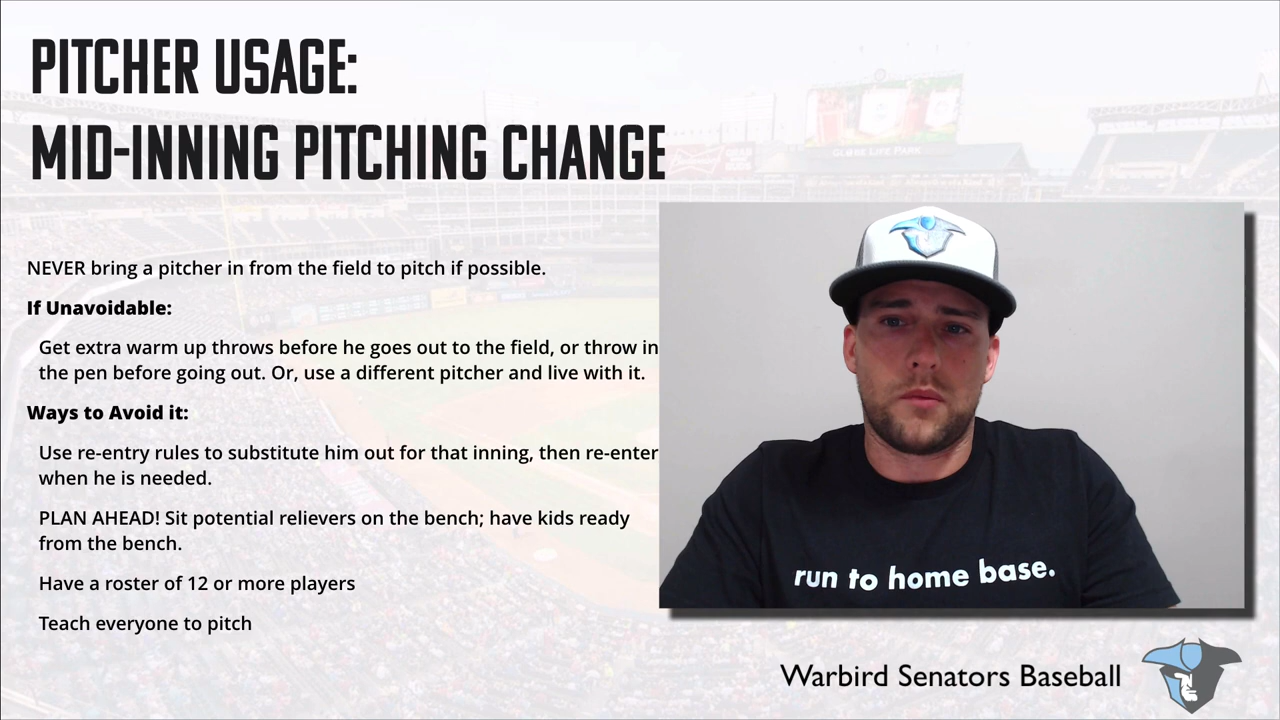 PITCHER USAGE:
MID-INNING PITCHING CHANGE
GLOBE LIFE PARK
NEVER bring a pitcher in from the field to pitch if possible.
If Unavoidable:
Get extra warm up throws before he goes out to the field, or throw in
the pen before going out. Or, use a different pitcher and live with it.
Ways to Avoid it:
Use re-entry rules to substitute him out for that inning, then re-enter
when he is needed.
PLAN AHEAD! Sit potential relievers on the bench; have kids ready
from the bench.
Have a roster of 12 or more players
Teach everyone to pitch
run to home base.
Warbird Senators Baseball